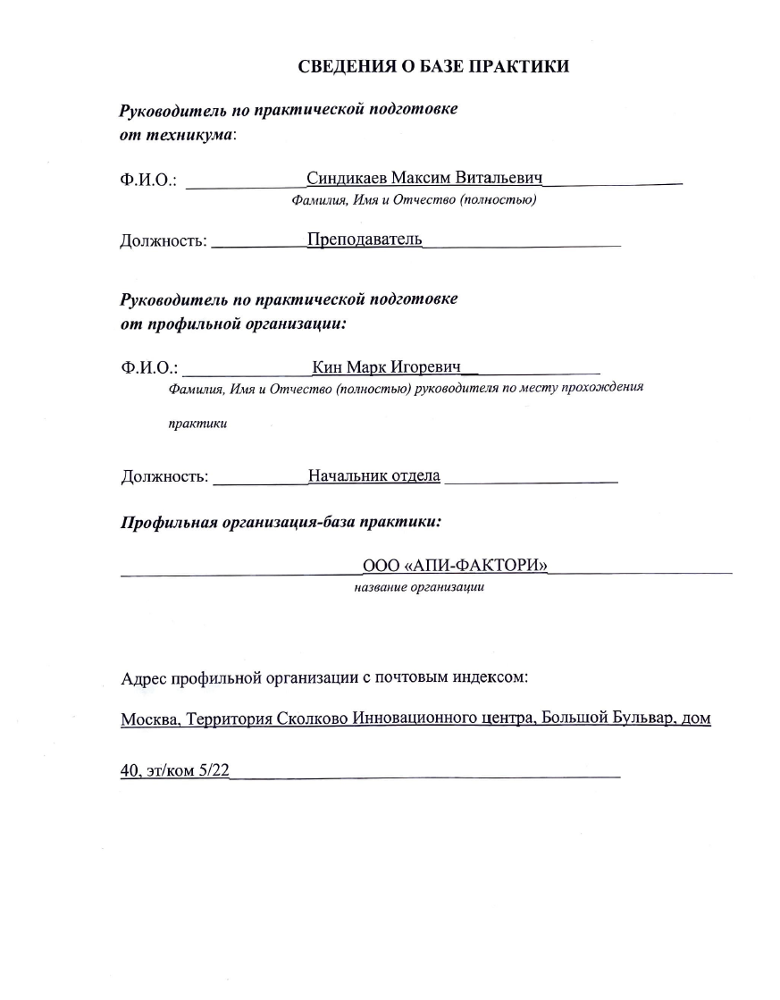 СВЕДЕНИЯ О БАЗЕ ПРАКТИКИ
Руководитель по практической подготовке
от техникума:
Ф.И.О.: Синдикаев Максим Витальевич
Фамилия, Имя и Отчество (полностью)
Должность: Преподаватель
Руководитель по практической подготовке
от профильной организации:
Ф.И.О.: Кин Марк Игоревич
Фамилия, Имя и Отчество (полностью) руководителя по месту прохождения
практики
Должность: Начальник отдела
Профильная организация-база практики:
ООО «АПИ-ФАКТОРИ»
название организации
Адрес профильной организации с почтовым индексом:
Москва, Территория Сколково Инновационного центра, Большой Бульвар, дом
40, эт/ком 5/22